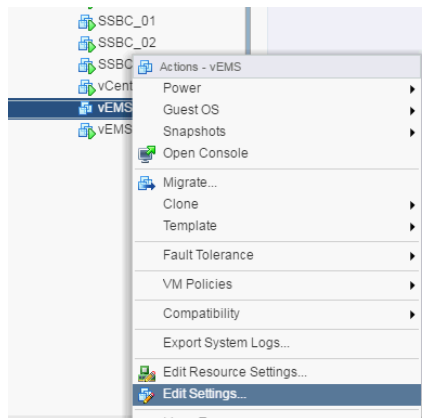 SSBC_01
SSBC_02
SSBC
Actions - vEMS
vCent
Power
vEMS
Guest OS
vEMS
Snapshots
Open Console
Migrate...
Clone
Template
Fault Tolerance
VM Policies
Compatibility
Export System Logs...
Edit Resource Settings...
Edit Settings...